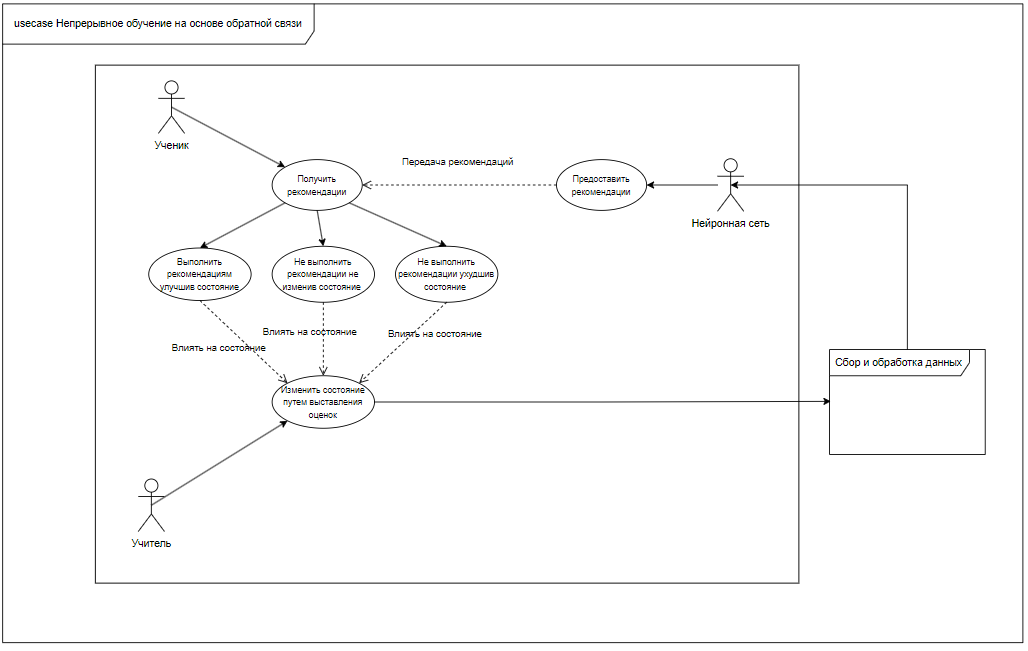 usecase Непрерывное обучение на основе обратной связи
Ученик
Получить
рекомендации
Передача рекомендаций
Предоставить
рекомендации
Нейронная сеть
Выполнить
рекомендациям
улучшив состояние
Не выполнить
рекомендации не
изменив состояние
Не выполнить
рекомендации ухудшив
состояние
Влиять на состояние
Влиять на состояние
Влиять на состояние
Сбор и обработка данных
Изменить состояние
путем выставления
оценок
Учитель